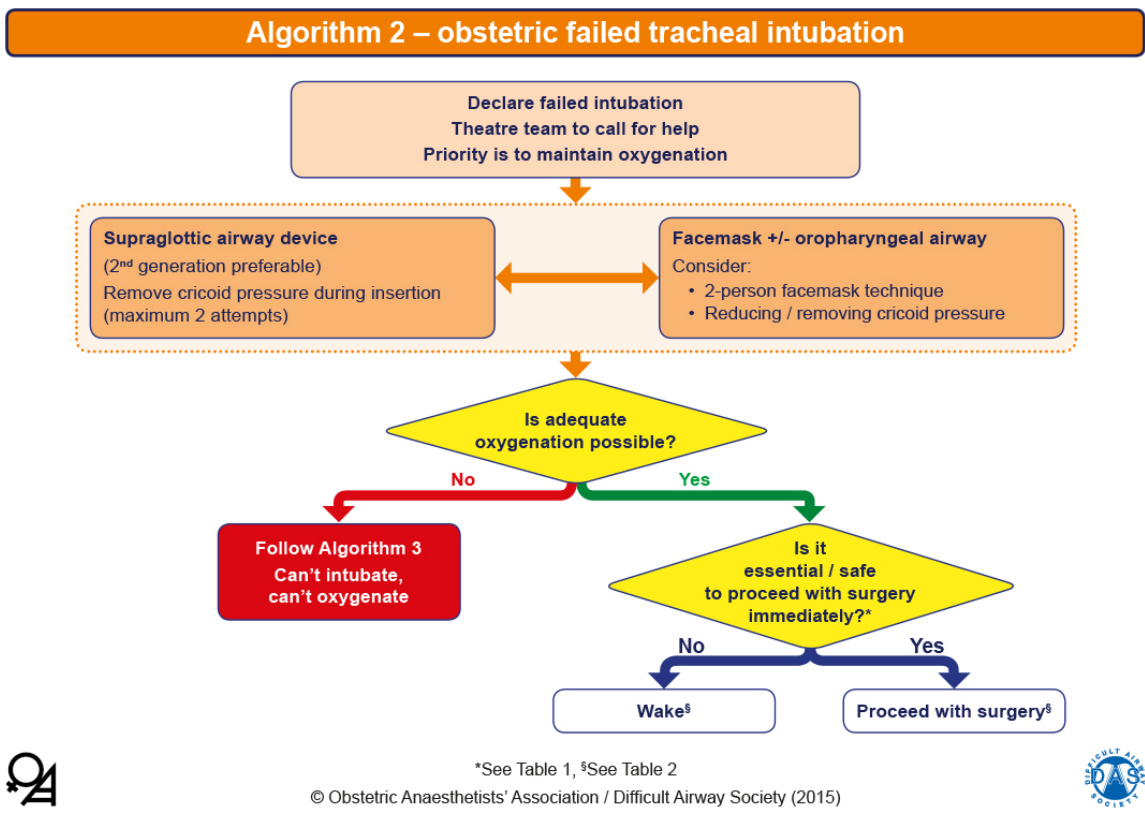 Algorithm 2 – obstetric failed tracheal intubation
Declare failed intubation
Theatre team to call for help
Priority is to maintain oxygenation
Supraglottic airway device
(2nd generation preferable)
Remove cricoid pressure during insertion
(maximum 2 attempts)
Facemask +/- oropharyngeal airway
Consider:
• 2-person facemask technique
• Reducing / removing cricoid pressure
Is adequate
oxygenation possible?
No
Yes
Follow Algorithm 3
Can’t intubate,
can’t oxygenate
Is it
essential / safe
to proceed with surgery
immediately?*
No
Yes
Wake§
Proceed with surgery§
*See Table 1, §See Table 2
© Obstetric Anaesthetists’ Association / Difficult Airway Society (2015)
OAA
DIFFICULT AIRWAY
DAS
SOCIETY